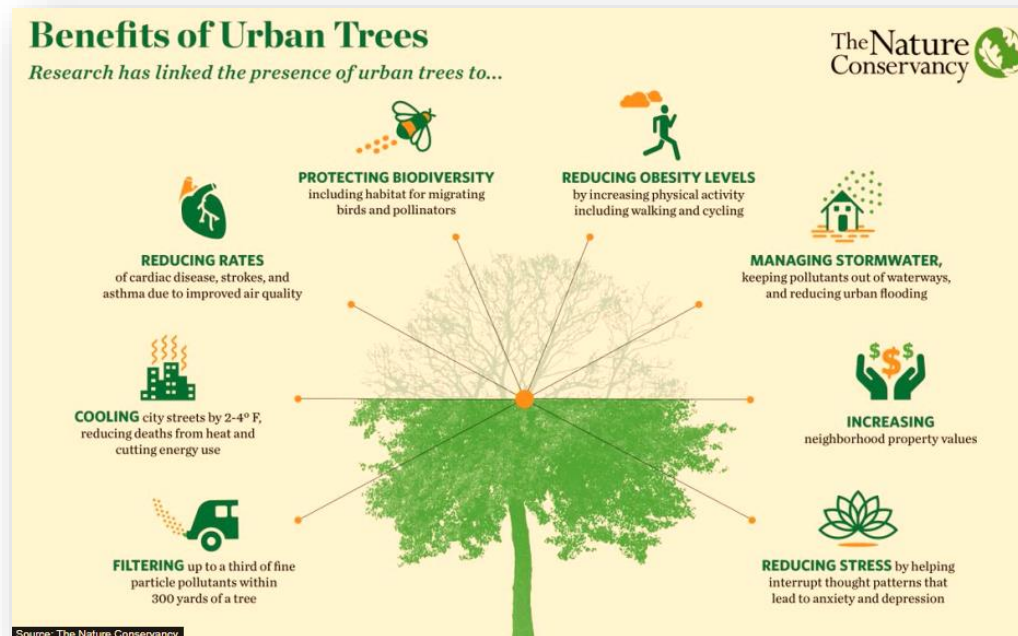 Benefits of Urban Trees
Research has linked the presence of urban trees to...
The Nature
Conservancy
PROTECTING BIODIVERSITY
including habitat for migrating
birds and pollinators
REDUCING OBESITY LEVELS
by increasing physical activity
including walking and cycling
REDUCING RATES
of cardiac disease, strokes, and
asthma due to improved air quality
MANAGING STORMWATER,
keeping pollutants out of waterways,
and reducing urban flooding
COOLING city streets by 2-4° F,
reducing deaths from heat and
cutting energy use
$ $ $
INCREASING
neighborhood property values
FILTERING up to a third of fine
particle pollutants within
300 yards of a tree
REDUCING STRESS by helping
interrupt thought patterns that
lead to anxiety and depression
Source: The Nature Conservancy